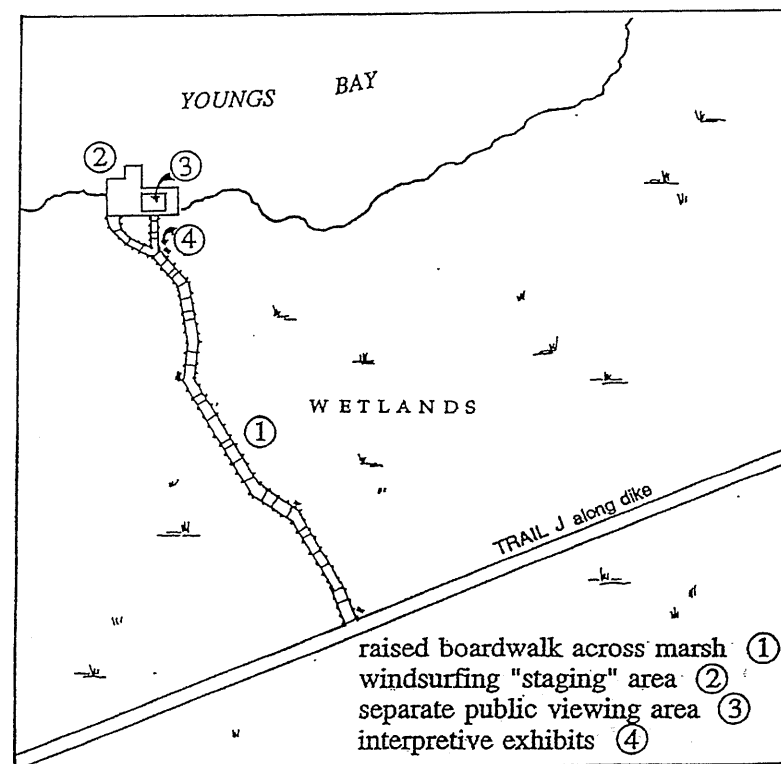 YOUNGS BAY
②
③
④
WETLANDS
①
TRAIL J along dike
raised boardwalk across marsh ①
windsurfing "staging" area ②
separate public viewing area ③
interpretive exhibits ④